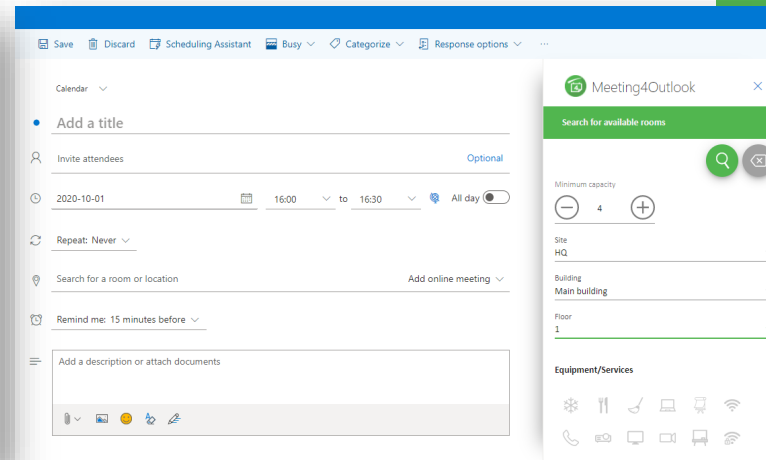 Save Discard Scheduling Assistant Busy Categorize Response options ...
Calendar
Add a title
Invite attendees Optional
2020-10-01 16:00 to 16:30 All day
Repeat: Never
Search for a room or location Add online meeting
Remind me: 15 minutes before
Add a description or attach documents
Meeting4Outlook
Search for available rooms
Minimum capacity
4
Site
HQ
Building
Main building
Floor
1
Equipment/Services